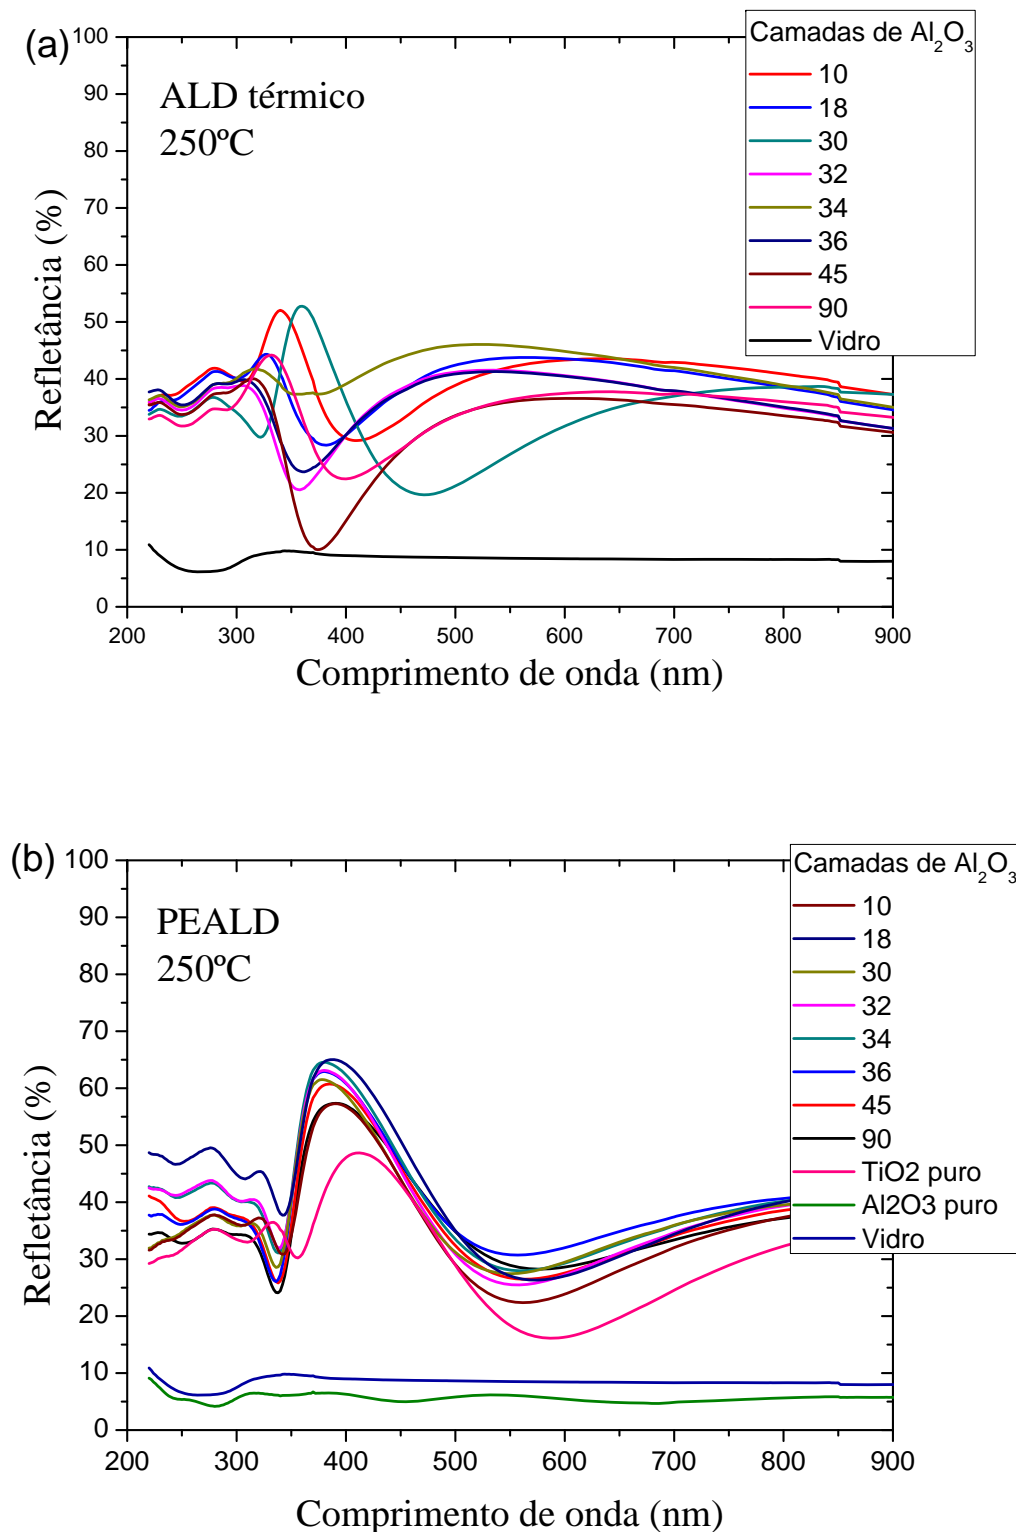 (a)
ALD térmico
250ºC
Camadas de Al2O3
10
18
30
32
34
36
45
90
Vidro
Refletância (%)
100
90
80
70
60
50
40
30
20
10
0
200 300 400 500 600 700 800 900
Comprimento de onda (nm)
(b)
PEALD
250ºC
Camadas de Al2O3
10
18
30
32
34
36
45
90
TiO2 puro
Al2O3 puro
Vidro
Refletância (%)
100
90
80
70
60
50
40
30
20
10
0
200 300 400 500 600 700 800 900
Comprimento de onda (nm)